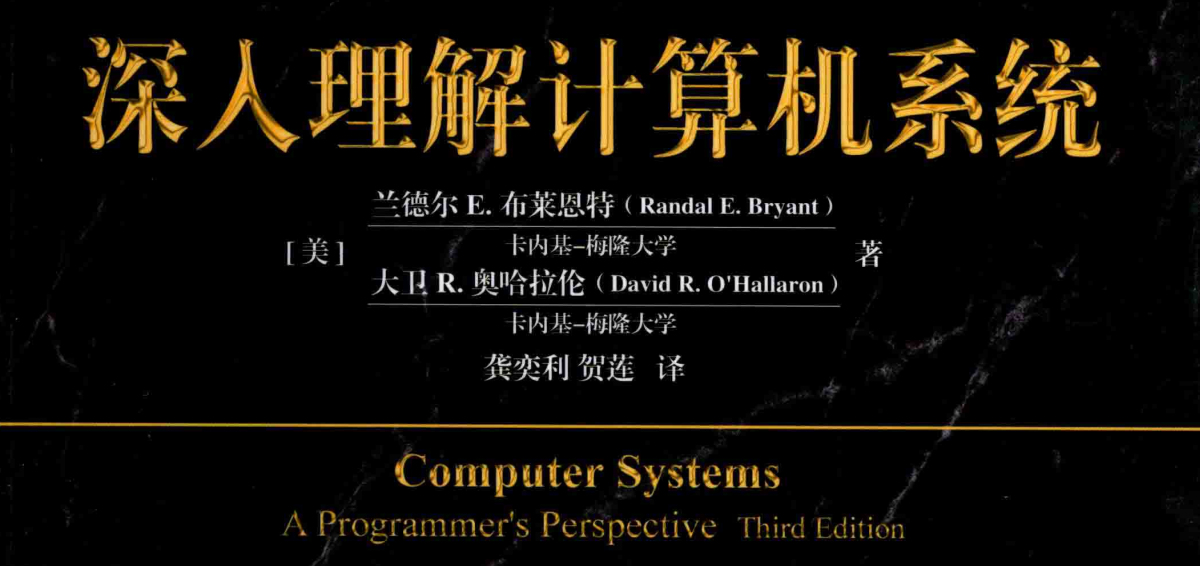 深入理解计算机系统
兰德尔 E. 布莱恩特（Randal E. Bryant）
卡内基-梅隆大学
[美] 著
大卫 R. 奥哈拉伦（David R. O'Hallaron）
卡内基-梅隆大学
龚奕利 贺莲 译
Computer Systems
A Programmer's Perspective Third Edition